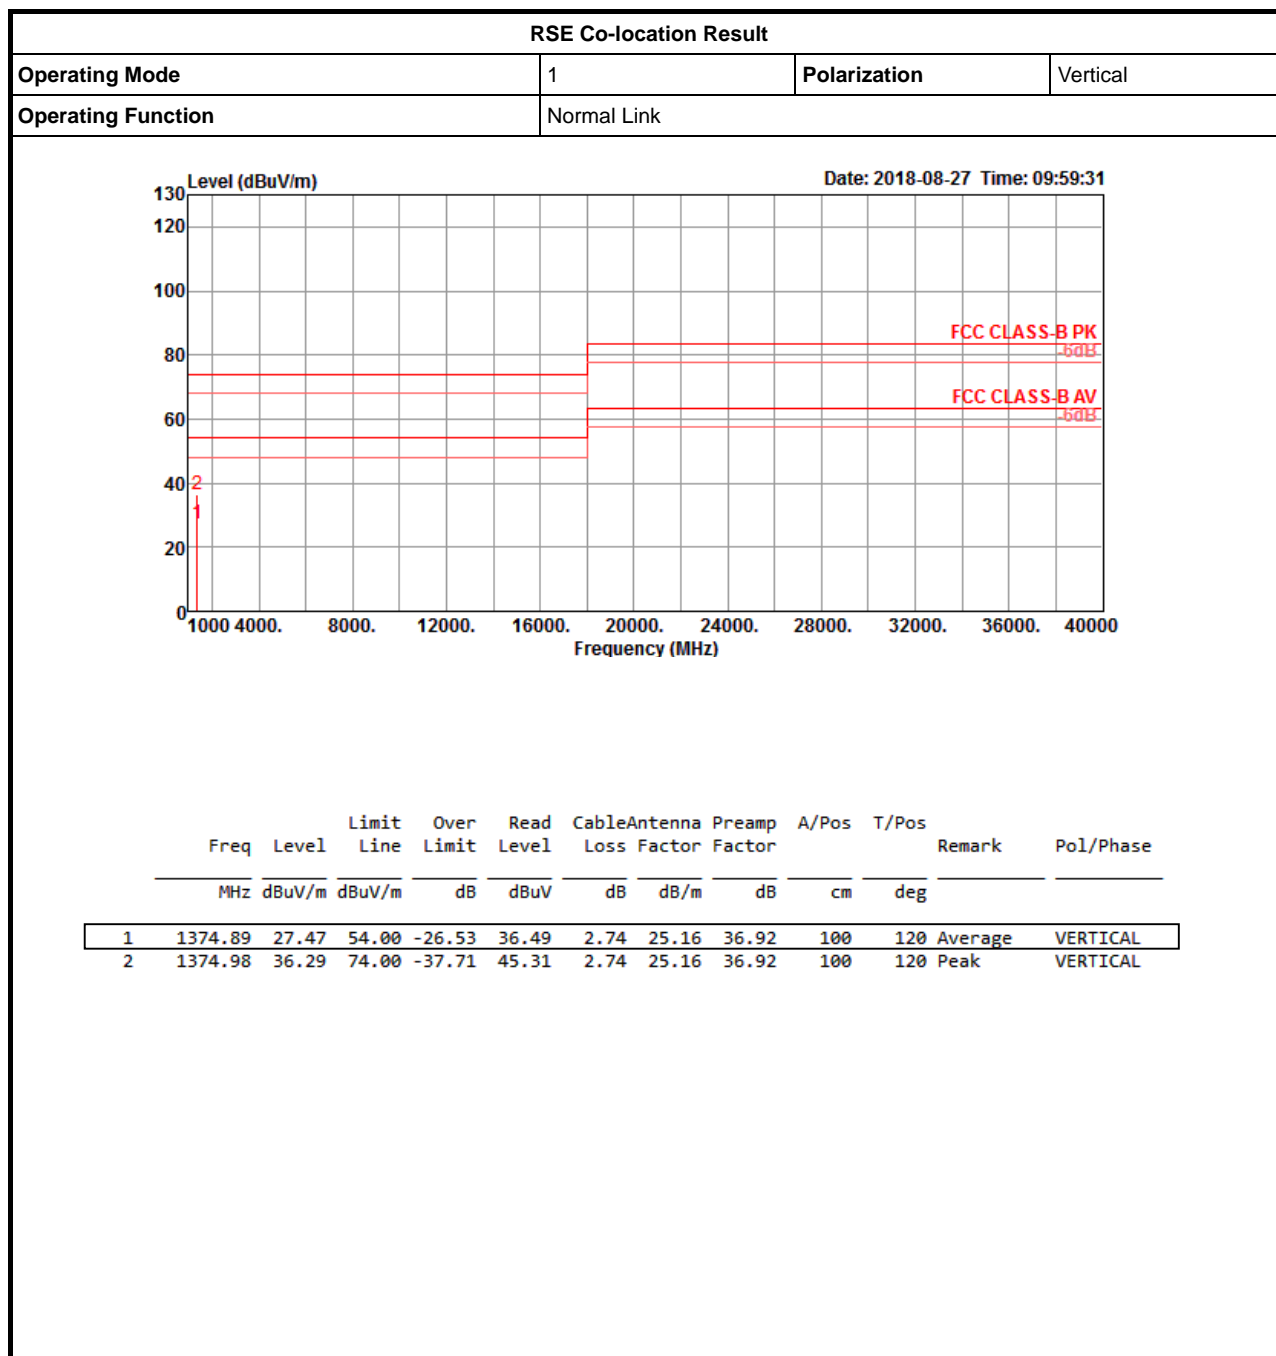 RSE Co-location Result
Operating Mode 1 Polarization Vertical
Operating Function Normal Link
Level (dBuV/m) Date: 2018-08-27 Time: 09:59:31
130
120
100
FCC CLASS-B PK
80 -6dB
FCC CLASS-B AV
60 -6dB
40 2
1
20
0
1000 4000. 8000. 12000. 16000. 20000. 24000. 28000. 32000. 36000. 40000
Frequency (MHz)
Limit Over Read CableAntenna Preamp A/Pos T/Pos
Freq Level Line Limit Level Loss Factor Factor Remark Pol/Phase
MHz dBuV/m dBuV/m dB dBuV dB dB/m dB cm deg
1 1374.89 27.47 54.00 -26.53 36.49 2.74 25.16 36.92 100 120 Average VERTICAL
2 1374.98 36.29 74.00 -37.71 45.31 2.74 25.16 36.92 100 120 Peak VERTICAL